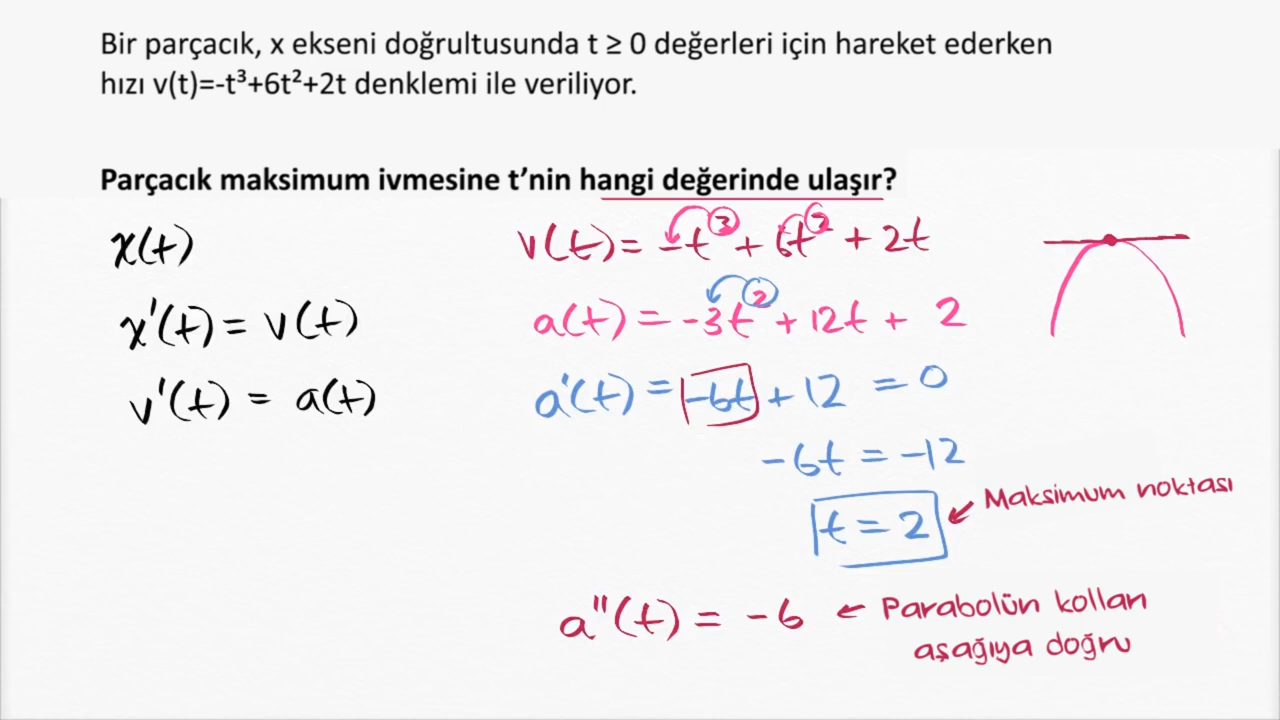 Bir parçacık, x ekseni doğrultusunda t ≥ 0 değerleri için hareket ederken
hızı v(t)=-t³+6t²+2t denklemi ile veriliyor.
Parçacık maksimum ivmesine t’nin hangi değerinde ulaşır?
x(t)
x'(t) = v(t)
v'(t) = a(t)
v(t) = -t³ + 6t² + 2t
a(t) = -3t² + 12t + 2
a'(t) = -6t + 12 = 0
-6t = -12
t = 2
Maksimum noktası
a''(t) = -6
← Parabolün kolları
aşağıya doğru